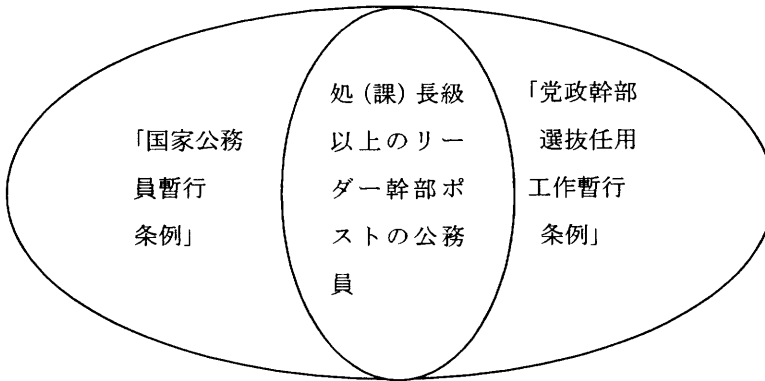 「国家公務
員暫行
条例」
処（課）長級
以上のリー
ダー幹部ポ
ストの公務
員
「党政幹部
選抜任用
工作暫行
条例」